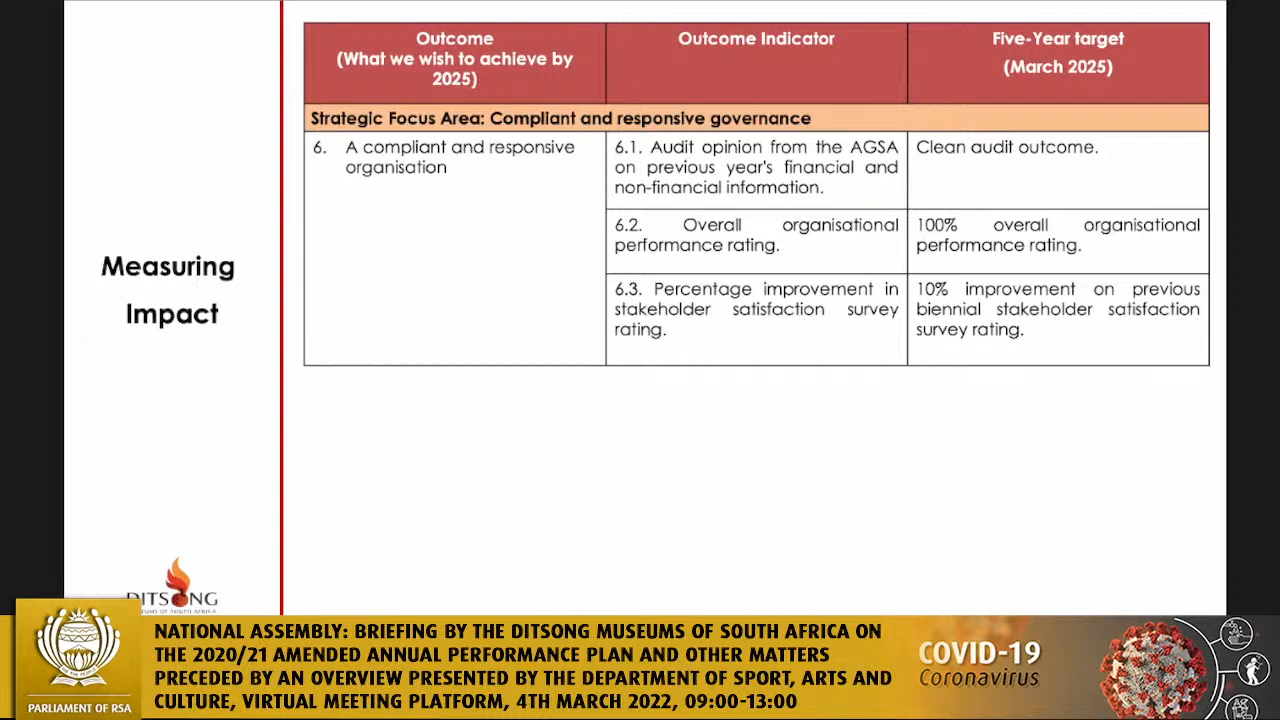 Measuring
Impact
Outcome
(What we wish to achieve by
2025)
Outcome Indicator
Five-Year target
(March 2025)
Strategic Focus Area: Compliant and responsive governance
6. A compliant and responsive
organisation
6.1. Audit opinion from the AGSA
on previous year's financial and
non-financial information.
Clean audit outcome.
6.2. Overall organisational
performance rating.
100% overall organisational
performance rating.
6.3. Percentage improvement in
stakeholder satisfaction survey
rating.
10% improvement on previous
biennial stakeholder satisfaction
survey rating.
DITSONG
PARLIAMENT OF RSA
NATIONAL ASSEMBLY: BRIEFING BY THE DITSONG MUSEUMS OF SOUTH AFRICA ON
THE 2020/21 AMENDED ANNUAL PERFORMANCE PLAN AND OTHER MATTERS
PRECEDED BY AN OVERVIEW PRESENTED BY THE DEPARTMENT OF SPORT, ARTS AND
CULTURE, VIRTUAL MEETING PLATFORM, 4TH MARCH 2022, 09:00-13:00
COVID-19
Coronavirus